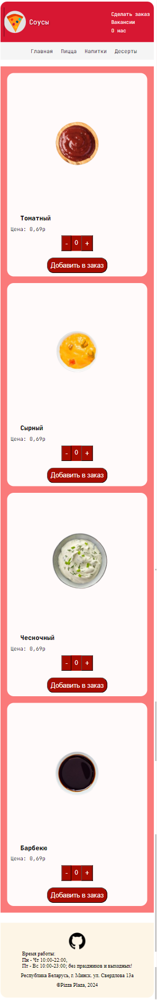 Соусы
Сделать заказ
Вакансии
О нас
Главная Пицца Напитки Десерты
Томатный
Цена: 0,69р
- 0 +
Добавить в заказ
Сырный
Цена: 0,69р
- 0 +
Добавить в заказ
Чесночный
Цена: 0,69р
- 0 +
Добавить в заказ
Барбекю
Цена: 0,69р
- 0 +
Добавить в заказ
Время работы:
Пн - Чт 10:00-22:00,
Пт - Вс 10:00-23:00; без праздников и выходных!
Республика Беларусь, г. Минск. ул. Свердлова 13а
©Pizza Plaza, 2024